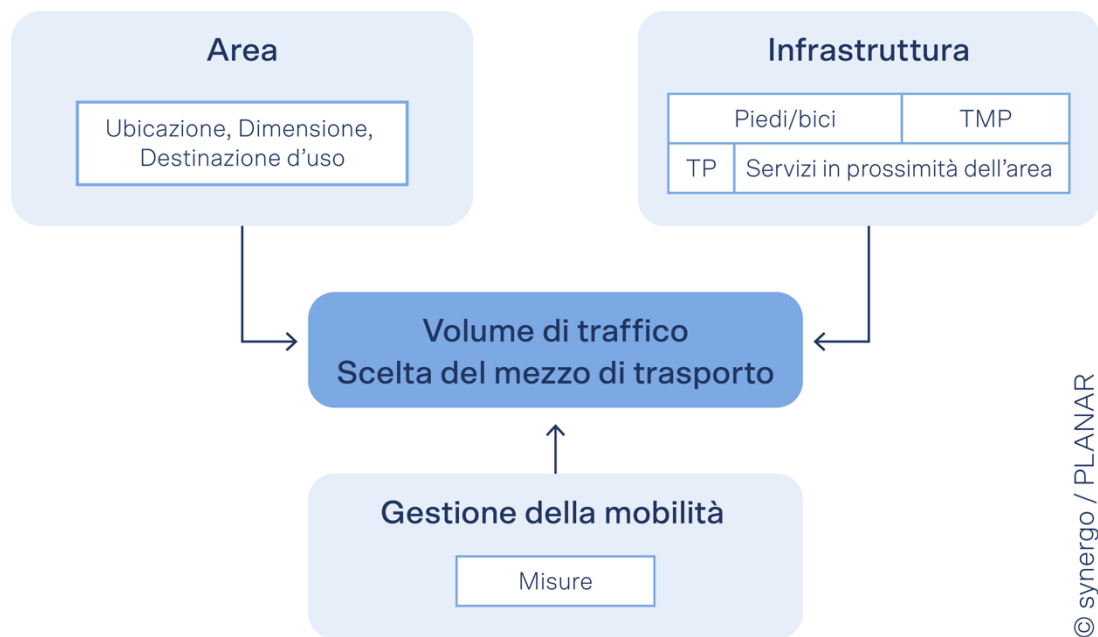 Area
Ubicazione, Dimensione,
Destinazione d'uso
Infrastruttura
Piedi/bici
TMP
TP
Servizi in prossimità dell'area
Volume di traffico
Scelta del mezzo di trasporto
Gestione della mobilità
Misure
© synergo / PLANAR